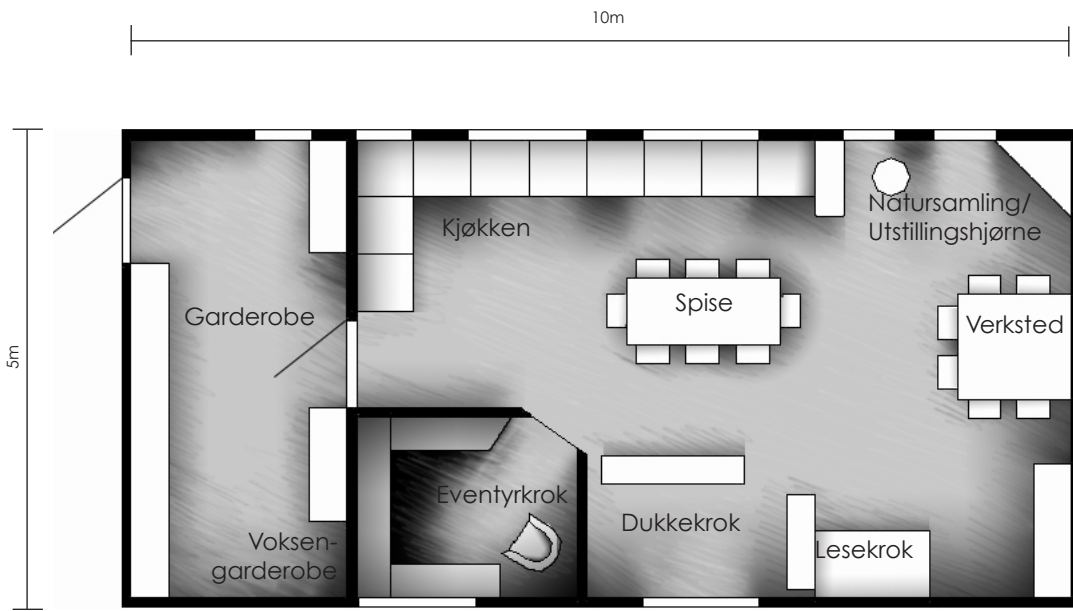 10m
5m
Kjøkken
Natursamling/
Utstillingshjørne
Garderobe
Spise
Verksted
Eventyrkrok
Dukkekrok
Lesekrok
Voksen-
garderobe